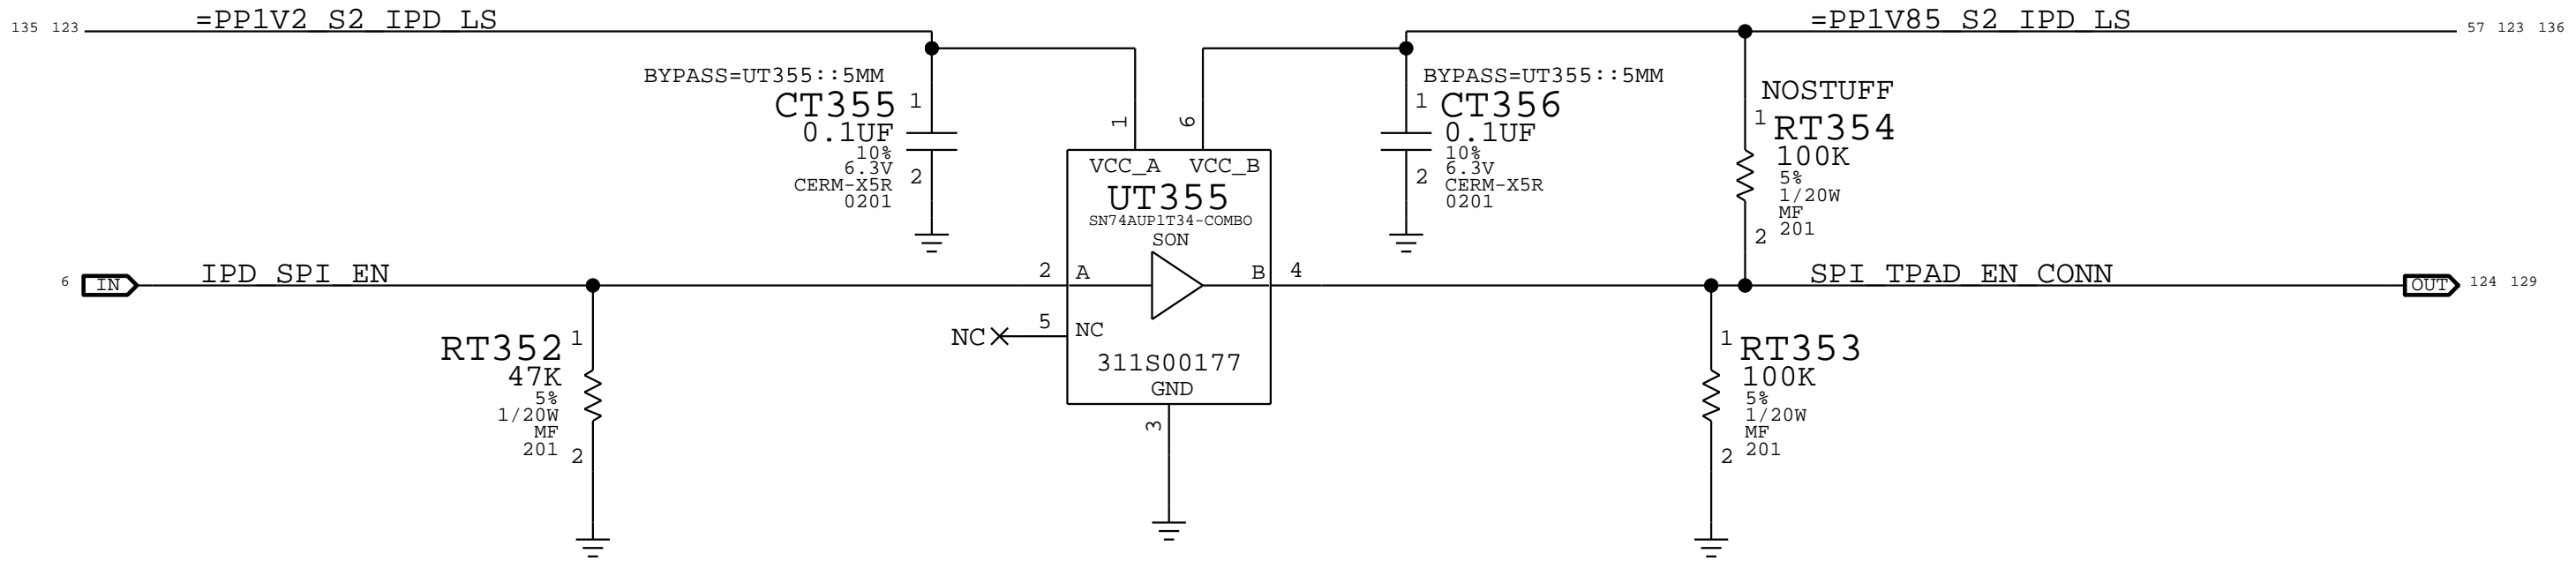 135 123 =PP1V2_S2_IPD_LS
=PP1V85_S2_IPD_LS 57 123 136
BYPASS=UT355::5MM
CT355 1
0.1UF
10%
6.3V
CERM-X5R 2
0201
1
6
BYPASS=UT355::5MM
1 CT356
0.1UF
10%
6.3V
2 CERM-X5R
0201
NOSTUFF
1 RT354
100K
5%
1/20W
MF
2 201
VCC_A VCC_B
UT355
SN74AUP1T34-COMBO
SON
6 IN IPD_SPI_EN
2 A B 4
SPI_TPAD_EN_CONN OUT 124 129
NC 5 NC
311S00177
GND
3
RT352 1
47K
5%
1/20W
MF
201 2
1 RT353
100K
5%
1/20W
MF
2 201